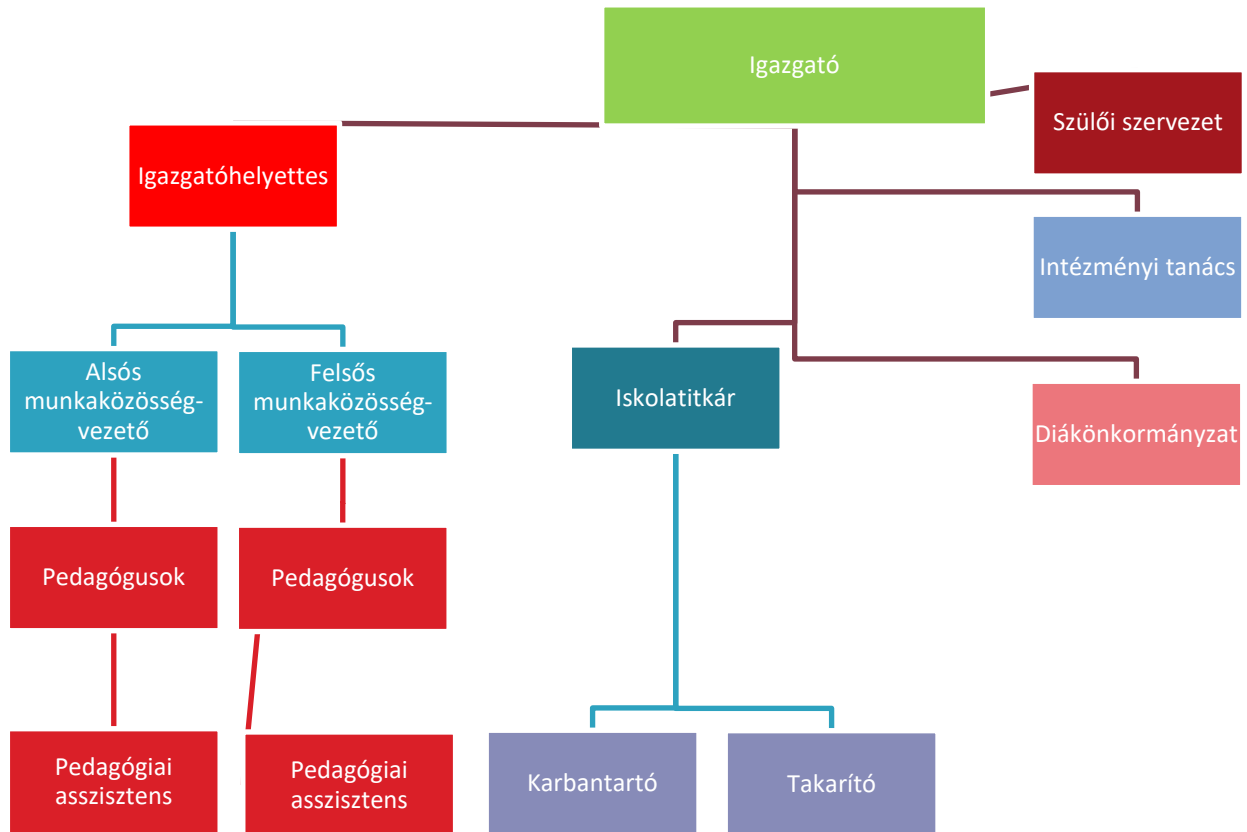 Igazgató
Szülői szervezet
Igazgatóhelyettes
Intézményi tanács
Alsós
munkaközösség-
vezető
Felsős
munkaközösség-
vezető
Iskolatitkár
Diákönkormányzat
Pedagógusok
Pedagógusok
Pedagógiai
asszisztens
Pedagógiai
asszisztens
Karbantartó
Takarító